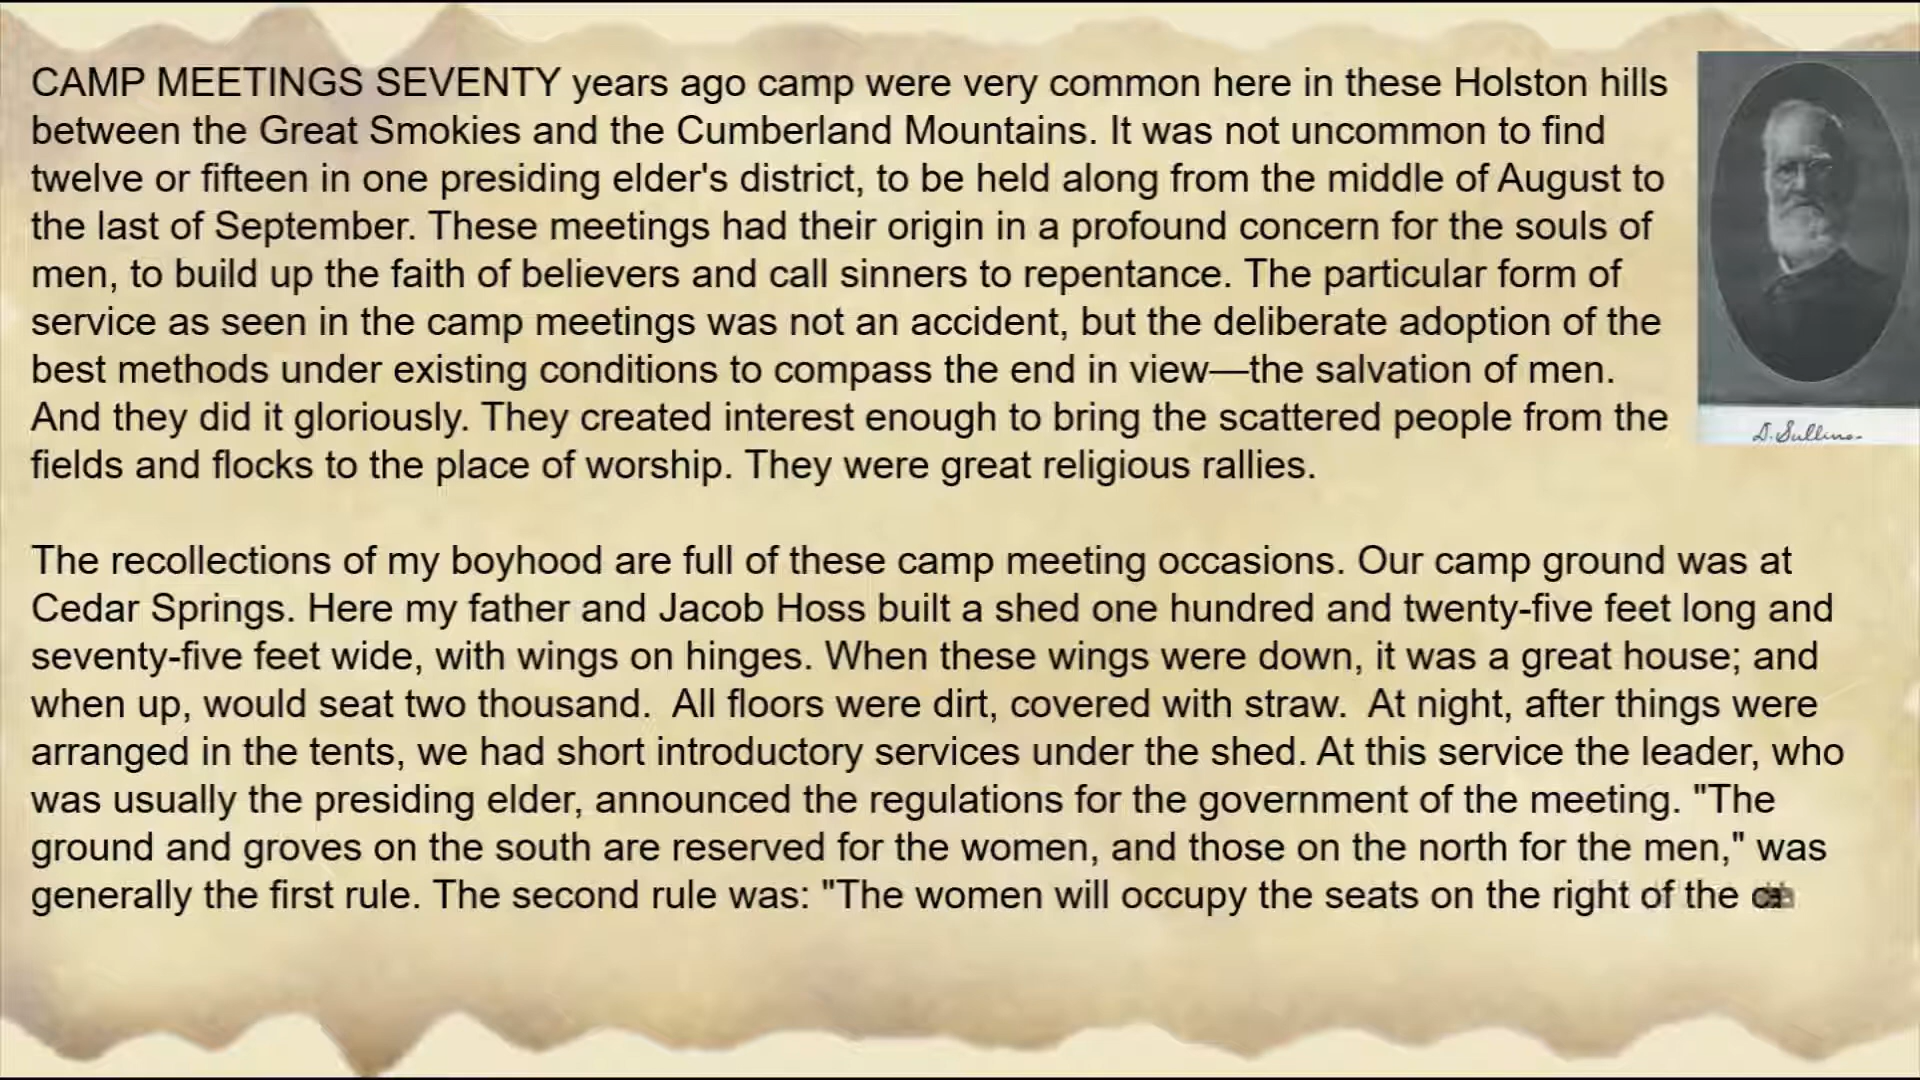 CAMP MEETINGS SEVENTY years ago camp were very common here in these Holston hills
between the Great Smokies and the Cumberland Mountains. It was not uncommon to find
twelve or fifteen in one presiding elder's district, to be held along from the middle of August to
the last of September. These meetings had their origin in a profound concern for the souls of
men, to build up the faith of believers and call sinners to repentance. The particular form of
service as seen in the camp meetings was not an accident, but the deliberate adoption of the
best methods under existing conditions to compass the end in view—the salvation of men.
And they did it gloriously. They created interest enough to bring the scattered people from the
fields and flocks to the place of worship. They were great religious rallies.
D. Sullins.
The recollections of my boyhood are full of these camp meeting occasions. Our camp ground was at
Cedar Springs. Here my father and Jacob Hoss built a shed one hundred and twenty-five feet long and
seventy-five feet wide, with wings on hinges. When these wings were down, it was a great house; and
when up, would seat two thousand.  All floors were dirt, covered with straw.  At night, after things were
arranged in the tents, we had short introductory services under the shed. At this service the leader, who
was usually the presiding elder, announced the regulations for the government of the meeting. "The
ground and groves on the south are reserved for the women, and those on the north for the men," was
generally the first rule. The second rule was: "The women will occupy the seats on the right of the